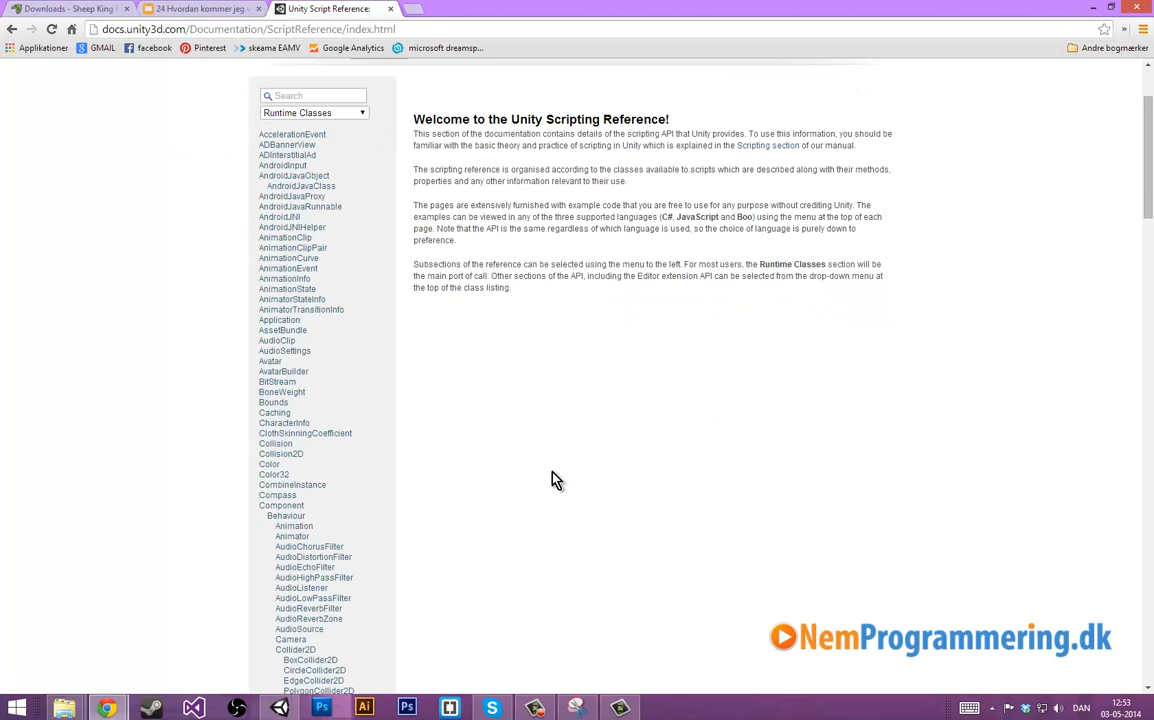 Downloads - Sheep King F
24 Hvordan kommer jeg v
Unity Script Reference:
docs.unity3d.com/Documentation/ScriptReference/index.html
Applikationer
GMAIL
facebook
Pinterest
skeama EAMV
Google Analytics
microsoft dreamsp...
Andre bogmærker
Search
Runtime Classes
AccelerationEvent
ADBannerView
ADInterstitialAd
AndroidInput
AndroidJavaObject
AndroidJavaClass
AndroidJavaProxy
AndroidJavaRunnable
AndroidJNI
AndroidJNIHelper
AnimationClip
AnimationClipPair
AnimationCurve
AnimationEvent
AnimationInfo
AnimationState
AnimatorStateInfo
AnimatorTransitionInfo
Application
AssetBundle
AudioClip
AudioSettings
Avatar
AvatarBuilder
BitStream
BoneWeight
Bounds
Caching
CharacterInfo
ClothSkinningCoefficient
Collision
Collision2D
Color
Color32
CombineInstance
Compass
Component
Behaviour
Animation
Animator
AudioChorusFilter
AudioDistortionFilter
AudioEchoFilter
AudioHighPassFilter
AudioListener
AudioLowPassFilter
AudioReverbFilter
AudioReverbZone
AudioSource
Camera
Collider2D
BoxCollider2D
CircleCollider2D
EdgeCollider2D
PolygonCollider2D
Welcome to the Unity Scripting Reference!
This section of the documentation contains details of the scripting API that Unity provides. To use this information, you should be
familiar with the basic theory and practice of scripting in Unity which is explained in the Scripting section of our manual.
The scripting reference is organised according to the classes available to scripts which are described along with their methods,
properties and any other information relevant to their use.
The pages are extensively furnished with example code that you are free to use for any purpose without crediting Unity. The
examples can be viewed in any of the three supported languages (C#, JavaScript and Boo) using the menu at the top of each
page. Note that the API is the same regardless of which language is used, so the choice of language is purely down to
preference.
Subsections of the reference can be selected using the menu to the left. For most users, the Runtime Classes section will be
the main port of call. Other sections of the API, including the Editor extension API can be selected from the drop-down menu at
the top of the class listing.
NemProgrammering.dk
Ps
Ai
Ps
DAN
12:53
03-05-2014